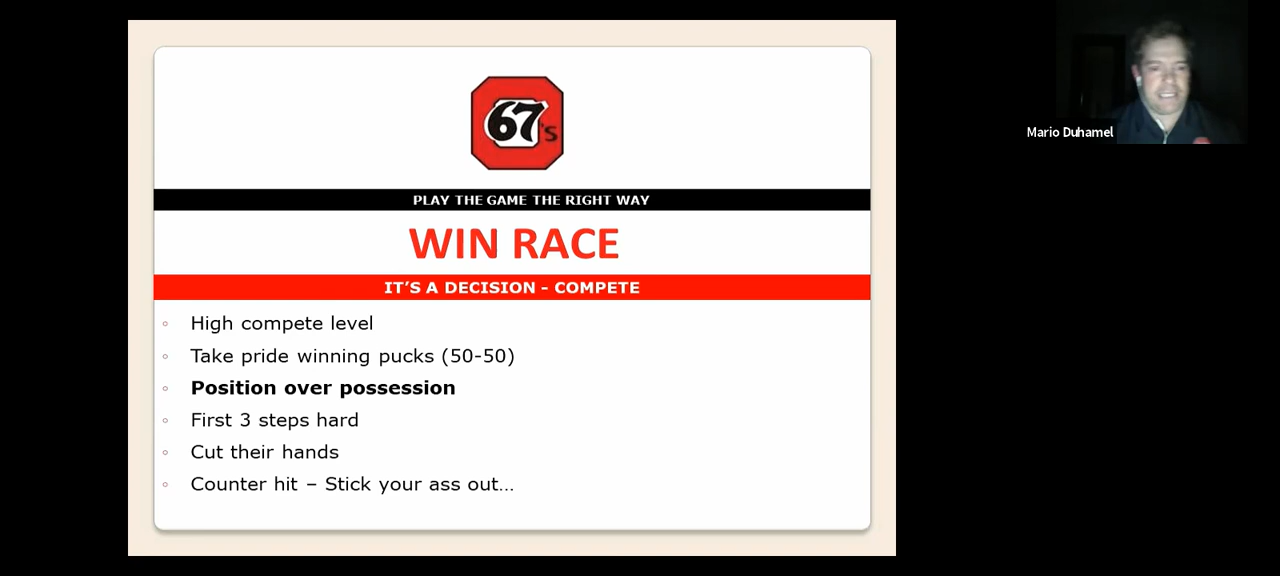 67's
PLAY THE GAME THE RIGHT WAY
WIN RACE
IT'S A DECISION - COMPETE
Mario Duhamel
◦ High compete level
◦ Take pride winning pucks (50-50)
◦ Position over possession
◦ First 3 steps hard
◦ Cut their hands
◦ Counter hit – Stick your ass out…